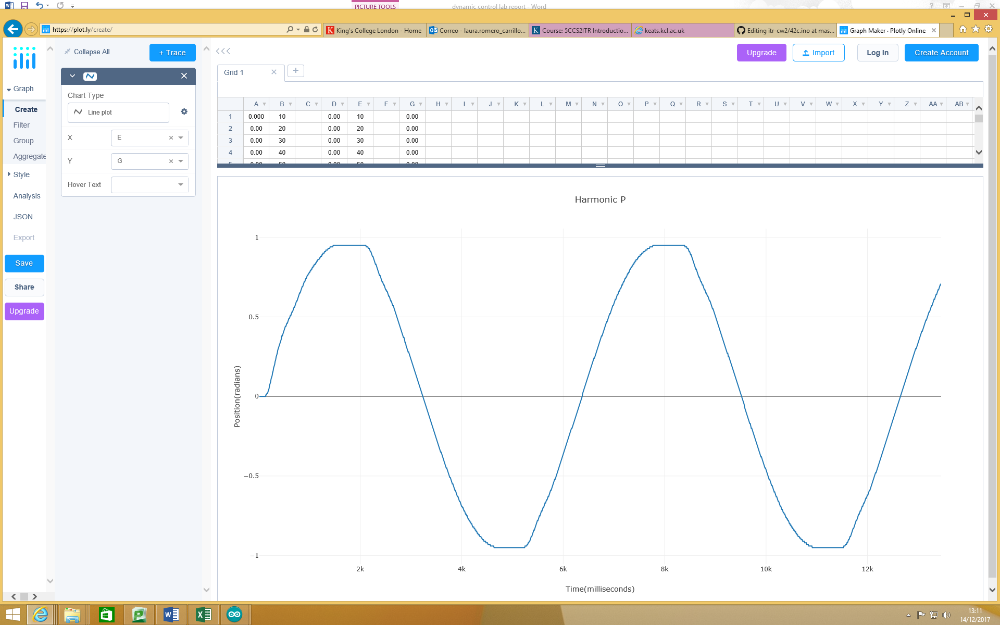 PICTURE TOOLS
dynamic control lab report - Word
https://plot.ly/create/
King's College London - Home
Correo - laura.romero_carrillo...
Course: 5CCS2ITR Introductio...
keats.kcl.ac.uk
Editing itr-cw2/42c.ino at mas...
Graph Maker · Plotly Online
Collapse All
+ Trace
Upgrade
Import
Log In
Create Account
Grid 1
Graph
Create
Filter
Group
Aggregate
Style
Analysis
JSON
Export
Save
Share
Upgrade
Chart Type
Line plot
X E
Y G
Hover Text
A B C D E F G H I J K L M N O P Q R S T U V W X Y Z AA AB
1 0.000 10 0.00 10 0.00
2 0.00 20 0.00 20 0.00
3 0.00 30 0.00 30 0.00
4 0.00 40 0.00 40 0.00
Harmonic P
1
0.5
0
−0.5
−1
Position(radians)
2k 4k 6k 8k 10k 12k
Time(milliseconds)
13:11
14/12/2017